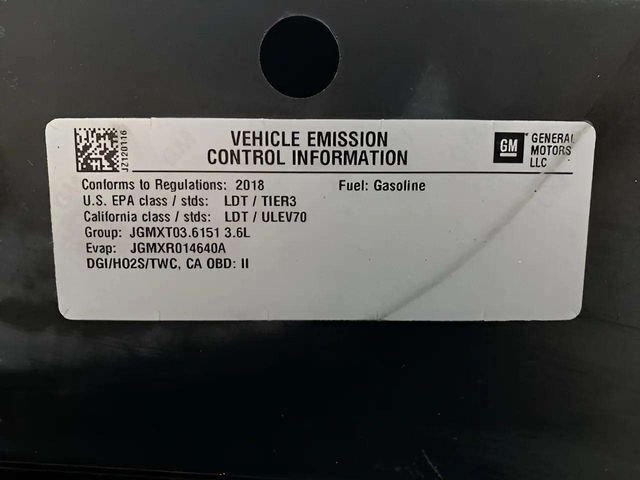 JZ120116
VEHICLE EMISSION
CONTROL INFORMATION
GM
GENERAL
MOTORS
LLC
Conforms to Regulations: 2018 Fuel: Gasoline
U.S. EPA class / stds: LDT / TIER3
California class / stds: LDT / ULEV70
Group: JGMXT03.6151 3.6L
Evap: JGMXR014640A
DGI/HO2S/TWC, CA OBD: II